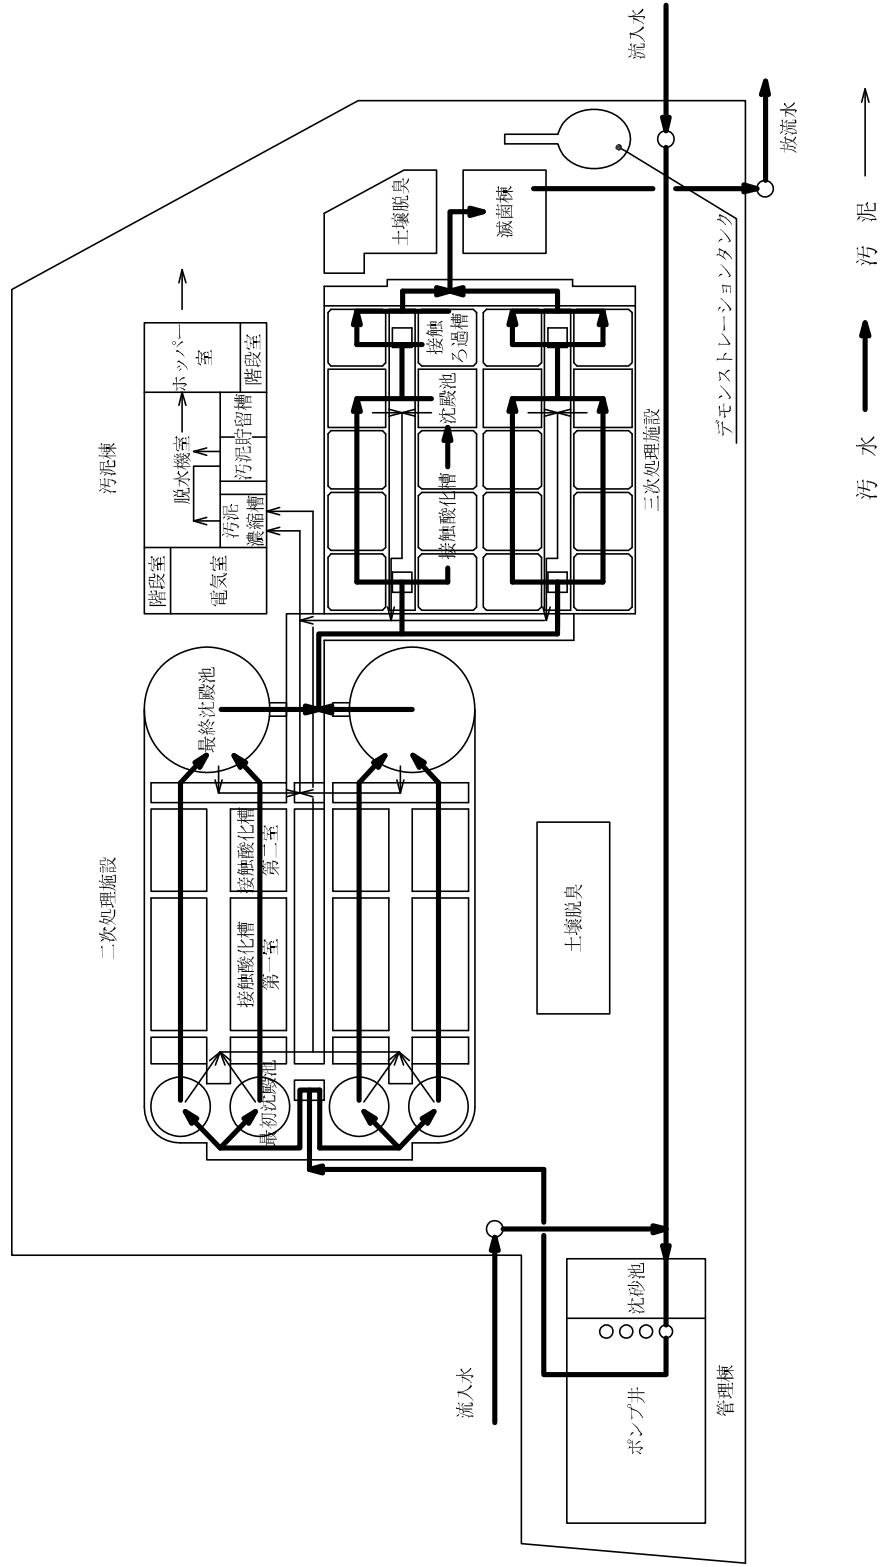 流入水
放流水
汚　水
汚　泥
デモンストレーションタンク
滅菌棟
土壌脱臭
三次処理施設
接触
ろ過槽
沈殿池
接触酸化槽
汚泥棟
ホッパー
室
階段室
脱水機室
汚泥貯留槽
汚泥
濃縮槽
階段室
電気室
二次処理施設
最終沈殿池
接触酸化槽
第二室
接触酸化槽
第一室
最初沈殿池
土壌脱臭
流入水
沈砂池
ポンプ井
管理棟